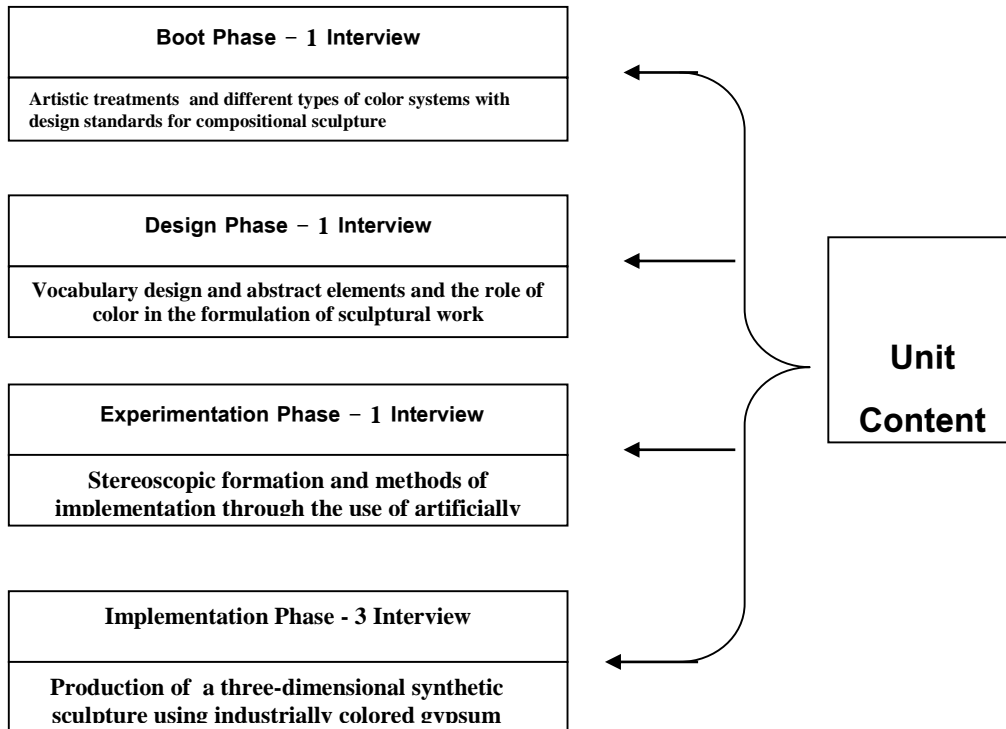 Boot Phase – 1 Interview
Artistic treatments and different types of color systems with
design standards for compositional sculpture
Design Phase – 1 Interview
Vocabulary design and abstract elements and the role of
color in the formulation of sculptural work
Experimentation Phase – 1 Interview
Stereoscopic formation and methods of
implementation through the use of artificially
Implementation Phase - 3 Interview
Production of a three-dimensional synthetic
sculpture using industrially colored gypsum
Unit
Content